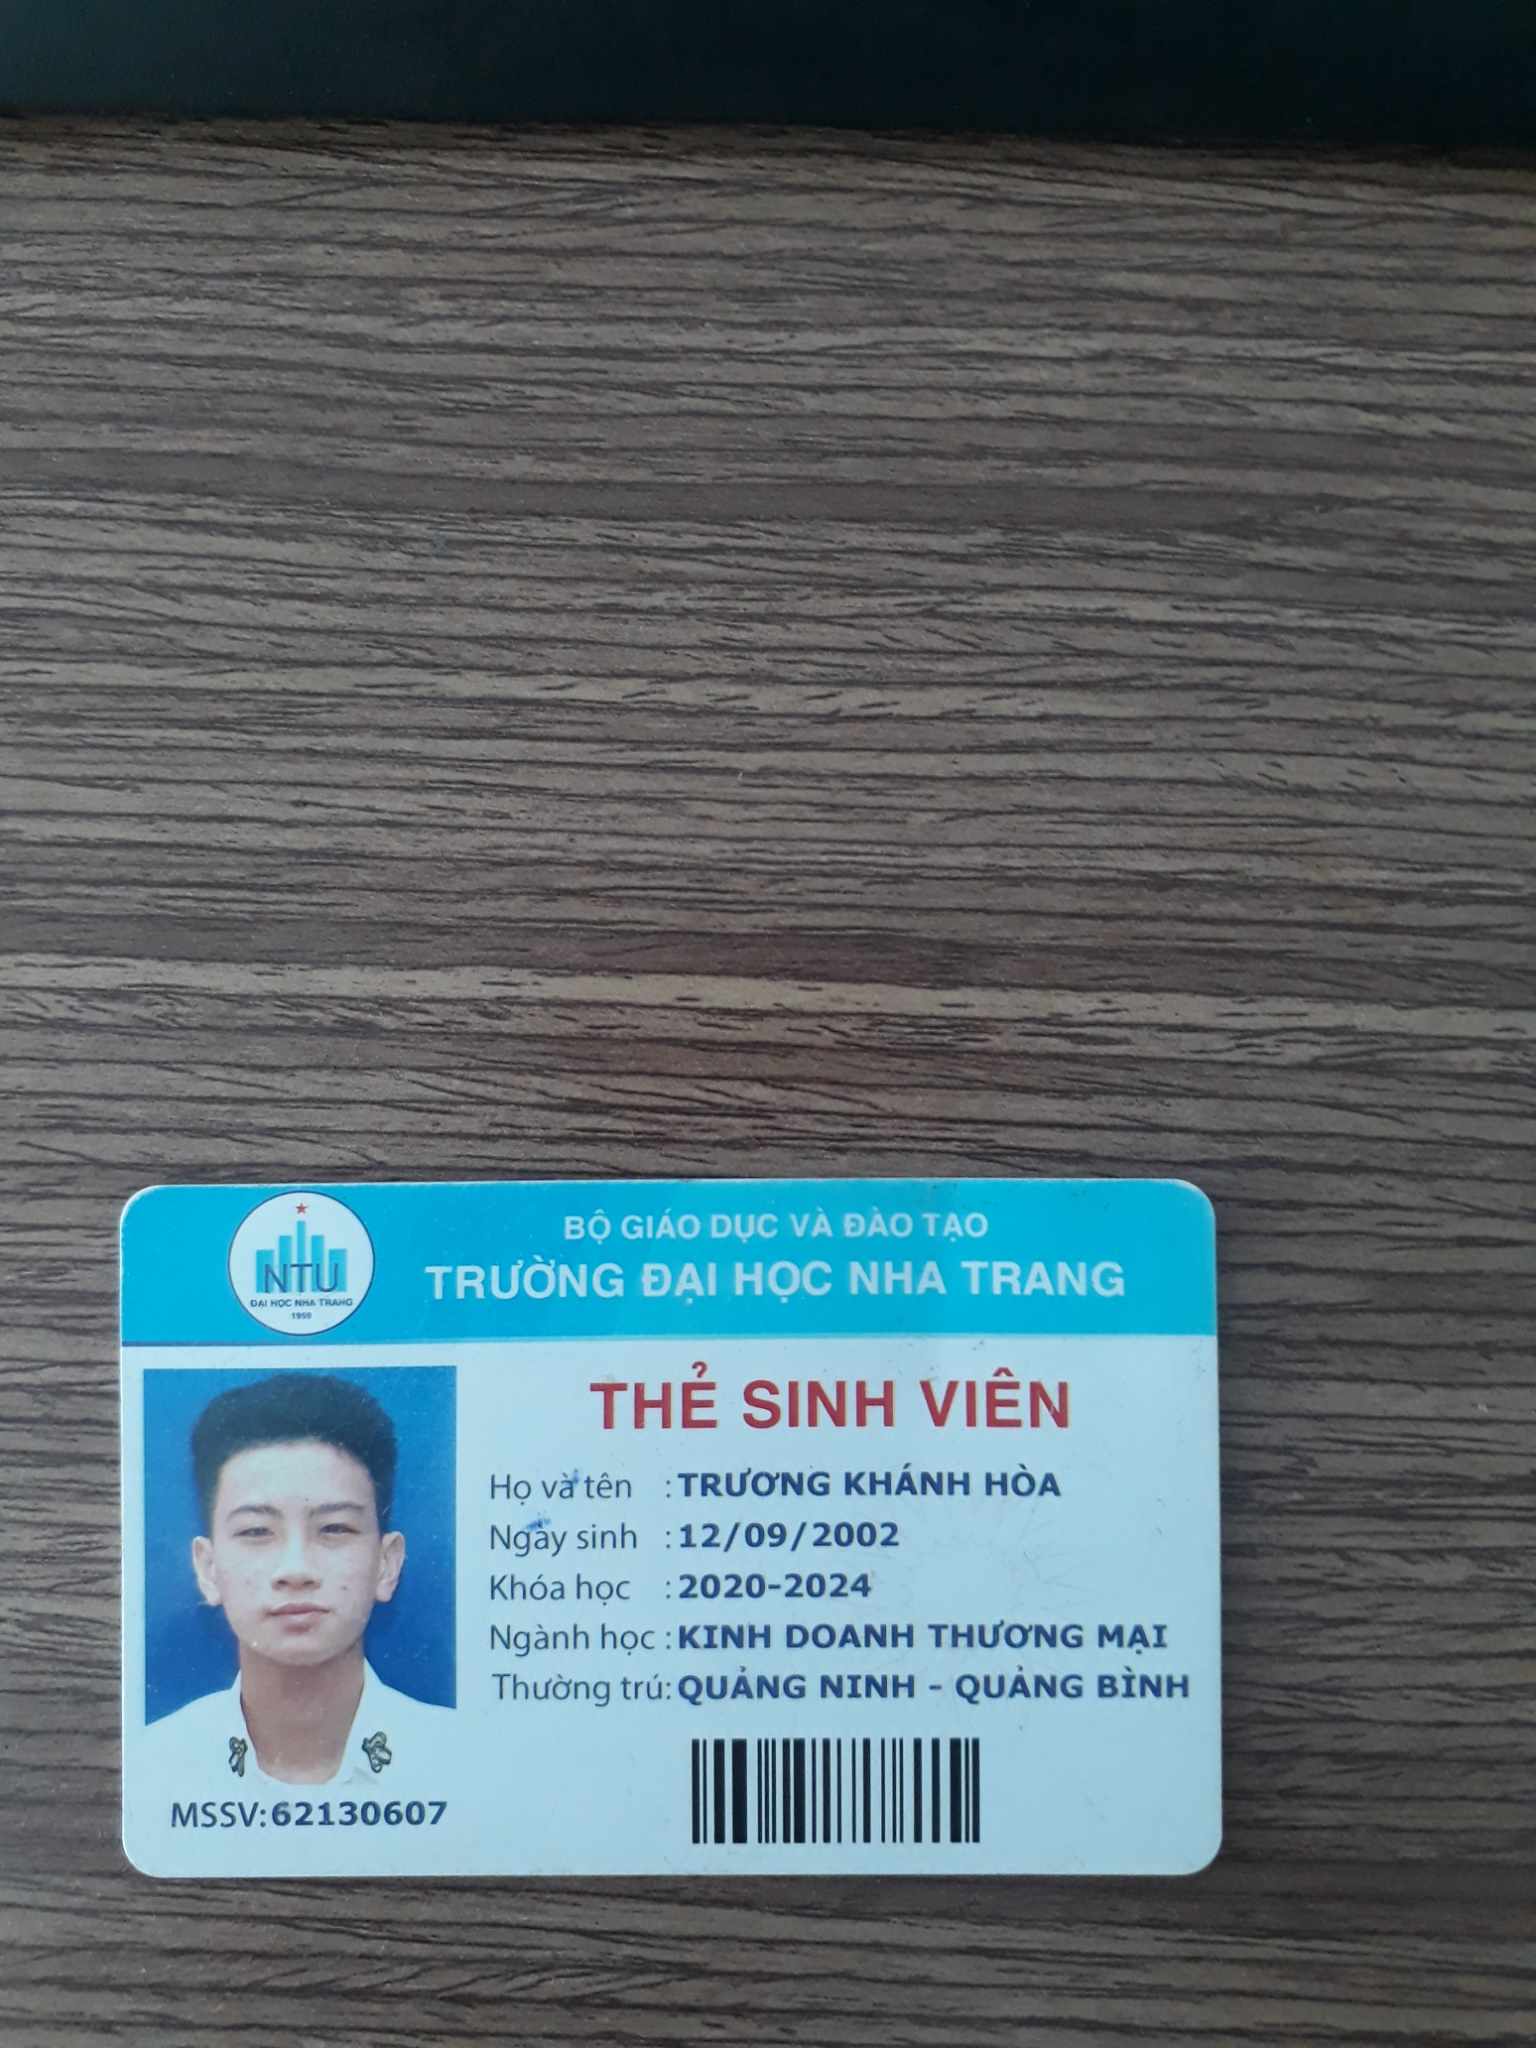 BỘ GIÁO DỤC VÀ ĐÀO TẠO
TRƯỜNG ĐẠI HỌC NHA TRANG
NTU
ĐẠI HỌC NHA TRANG
1959
THẺ SINH VIÊN
Họ và tên : TRƯƠNG KHÁNH HÒA
Ngày sinh : 12/09/2002
Khóa học : 2020-2024
Ngành học : KINH DOANH THƯƠNG MẠI
Thường trú: QUẢNG NINH - QUẢNG BÌNH
MSSV: 62130607